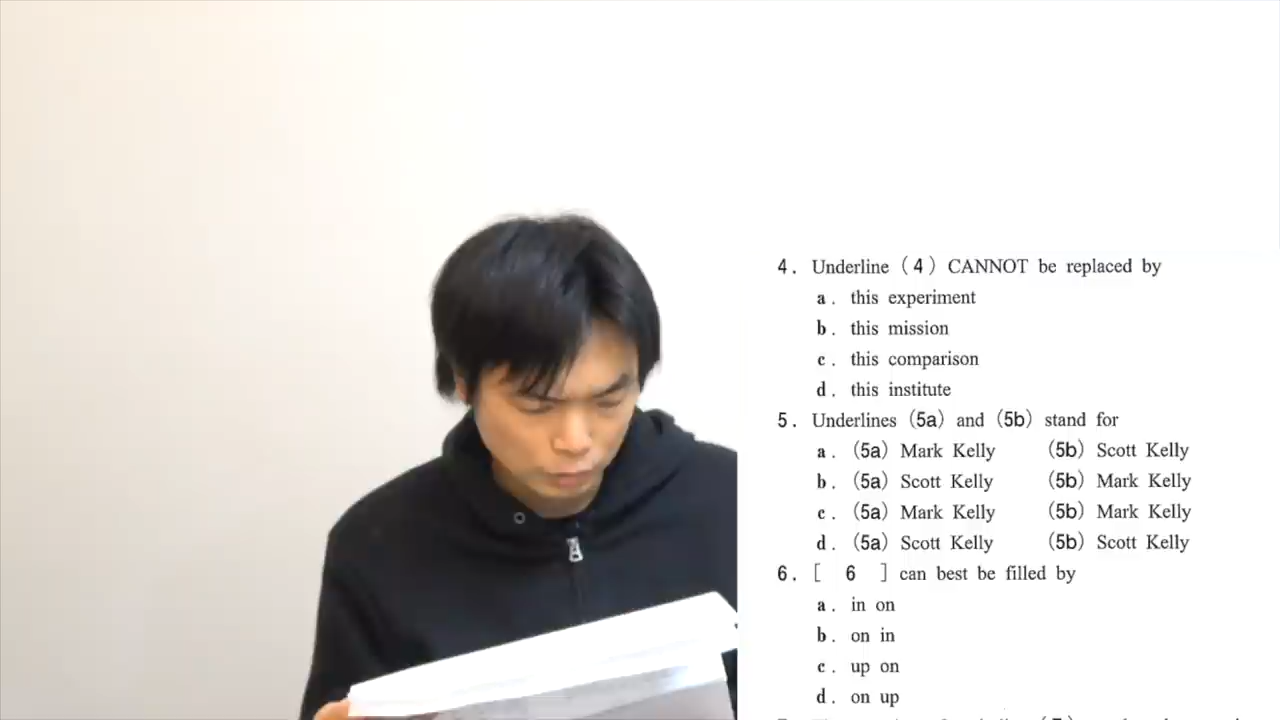 4. Underline (4) CANNOT be replaced by
a. this experiment
b. this mission
c. this comparison
d. this institute
5. Underlines (5a) and (5b) stand for
a. (5a) Mark Kelly (5b) Scott Kelly
b. (5a) Scott Kelly (5b) Mark Kelly
c. (5a) Mark Kelly (5b) Mark Kelly
d. (5a) Scott Kelly (5b) Scott Kelly
6. [ 6 ] can best be filled by
a. in on
b. on in
c. up on
d. on up